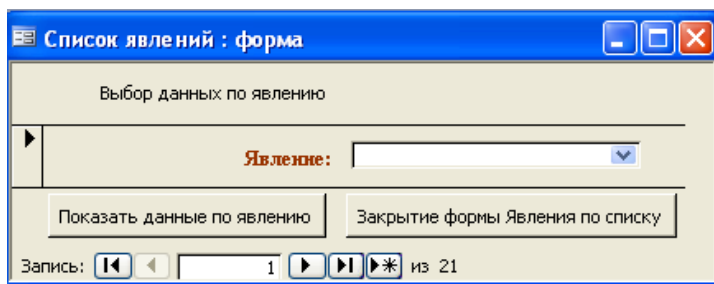 Список явлений : форма
Выбор данных по явлению
Явление:
Показать данные по явлению Закрытие формы Явления по списку
Запись: 1 из 21